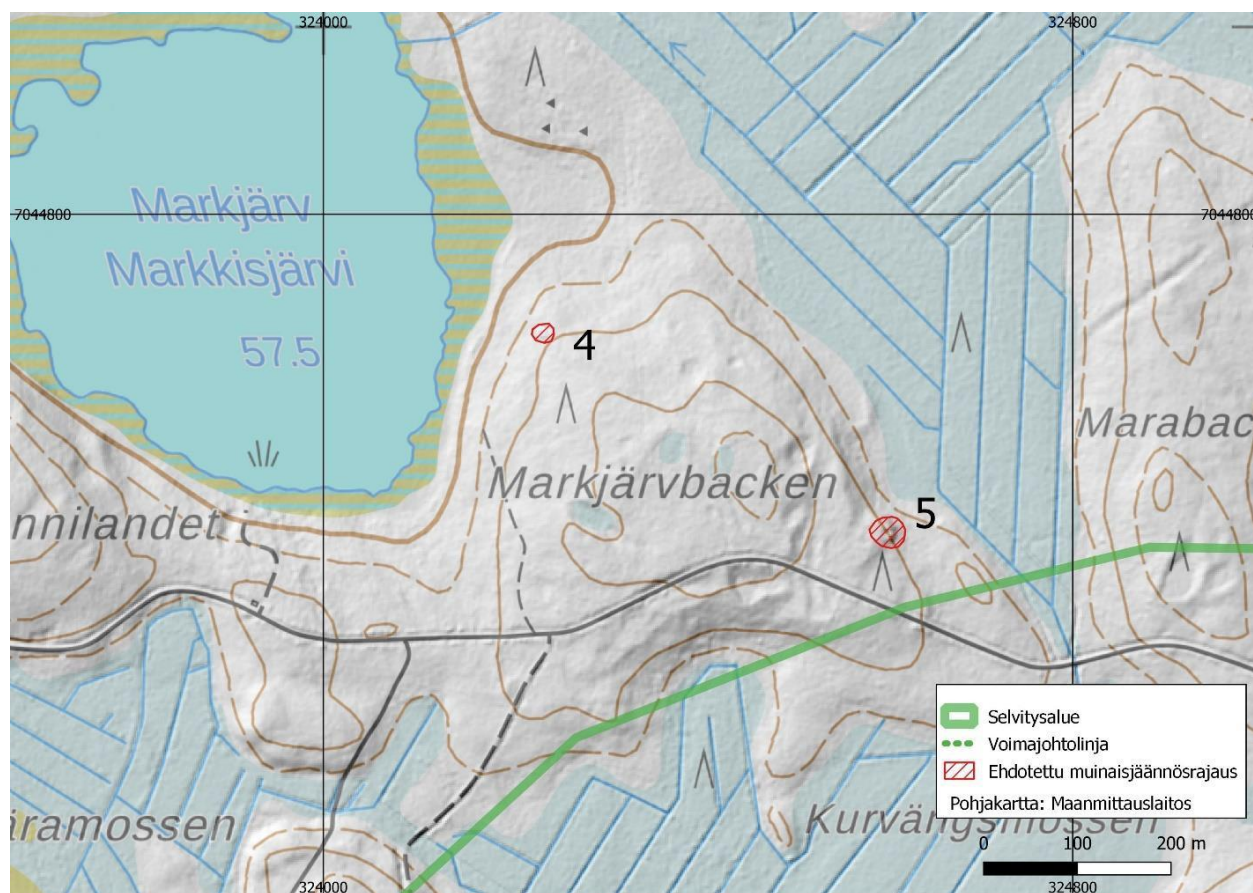 324000
324800
7044800
7044800
Markjärv
Markkisjärvi
57.5
4
Marabac
Markjärvbacken
nnilandet
5
Selvitysalue
Voimajohtolinja
Ehdotettu muinaisjäännösrajaus
Pohjakartta: Maanmittauslaitos
äramossen
Kurvängsmossen
0 100 200 m
324000
324800